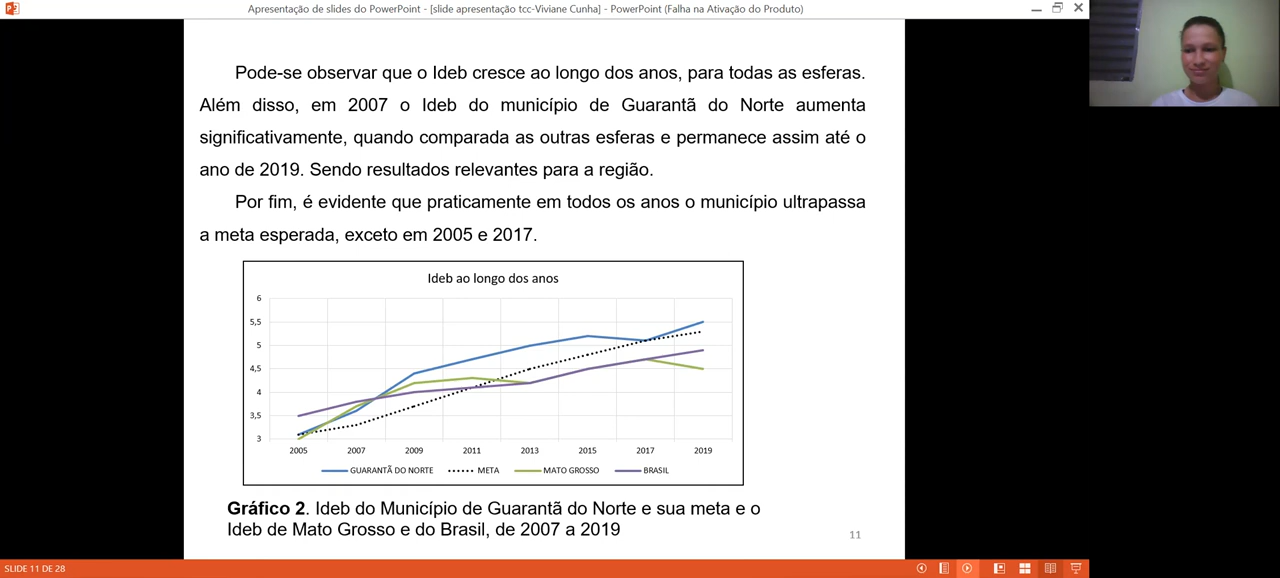 Apresentação de slides do PowerPoint - [slide apresentação tcc-Viviane Cunha] - PowerPoint (Falha na Ativação do Produto)
Pode-se observar que o Ideb cresce ao longo dos anos, para todas as esferas.
Além disso, em 2007 o Ideb do município de Guarantã do Norte aumenta
significativamente, quando comparada as outras esferas e permanece assim até o
ano de 2019. Sendo resultados relevantes para a região.
Por fim, é evidente que praticamente em todos os anos o município ultrapassa
a meta esperada, exceto em 2005 e 2017.
Ideb ao longo dos anos
6
5,5
5
4,5
4
3,5
3
2005 2007 2009 2011 2013 2015 2017 2019
GUARANTÃ DO NORTE META MATO GROSSO BRASIL
Gráfico 2. Ideb do Município de Guarantã do Norte e sua meta e o
Ideb de Mato Grosso e do Brasil, de 2007 a 2019
11
SLIDE 11 DE 28